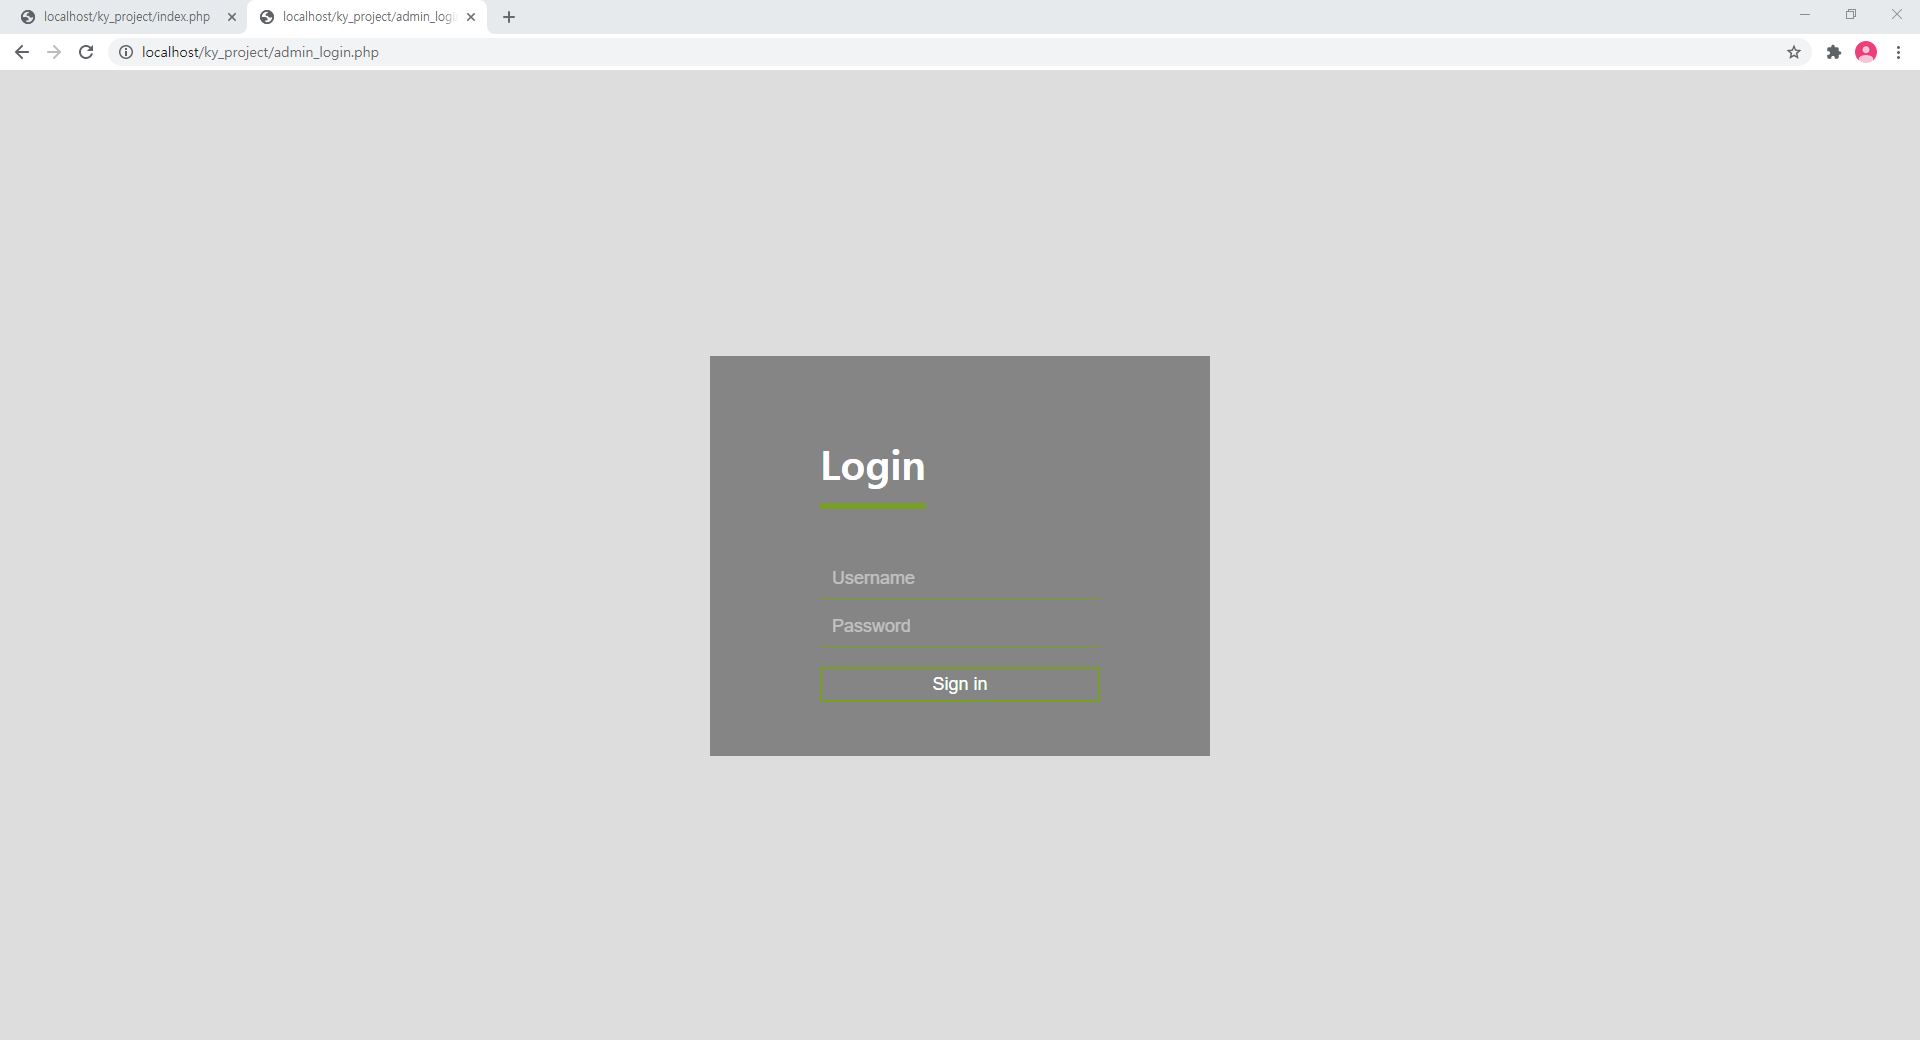 localhost/ky_project/index.php
localhost/ky_project/admin_logi
localhost/ky_project/admin_login.php
Login
Username
Password
Sign in